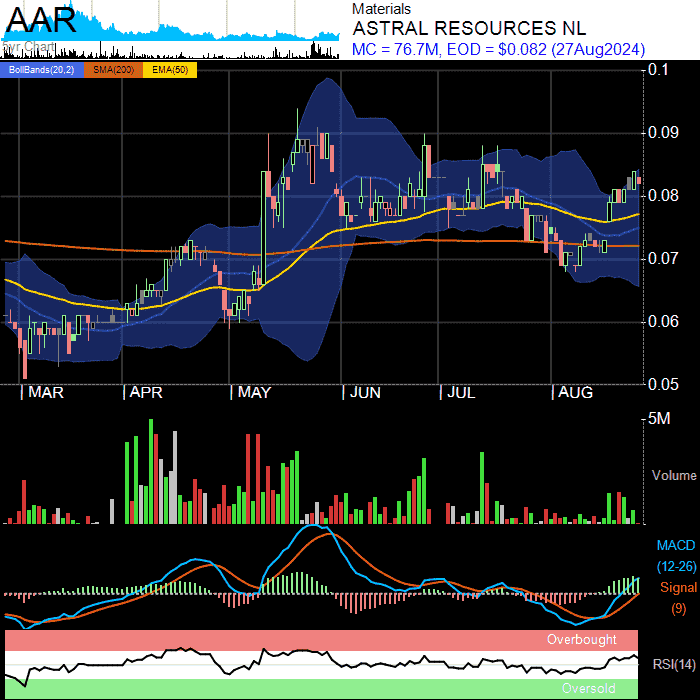 AAR
Materials
ASTRAL RESOURCES NL
MC = 76.7M, EOD = $0.082 (27Aug2024)
BollBands(20,2) SMA(200) EMA(50)
0.1
0.09
0.08
0.07
0.06
0.05
MAR APR MAY JUN JUL AUG
5M
Volume
MACD
(12-26)
Signal
(9)
Overbought
RSI(14)
Oversold